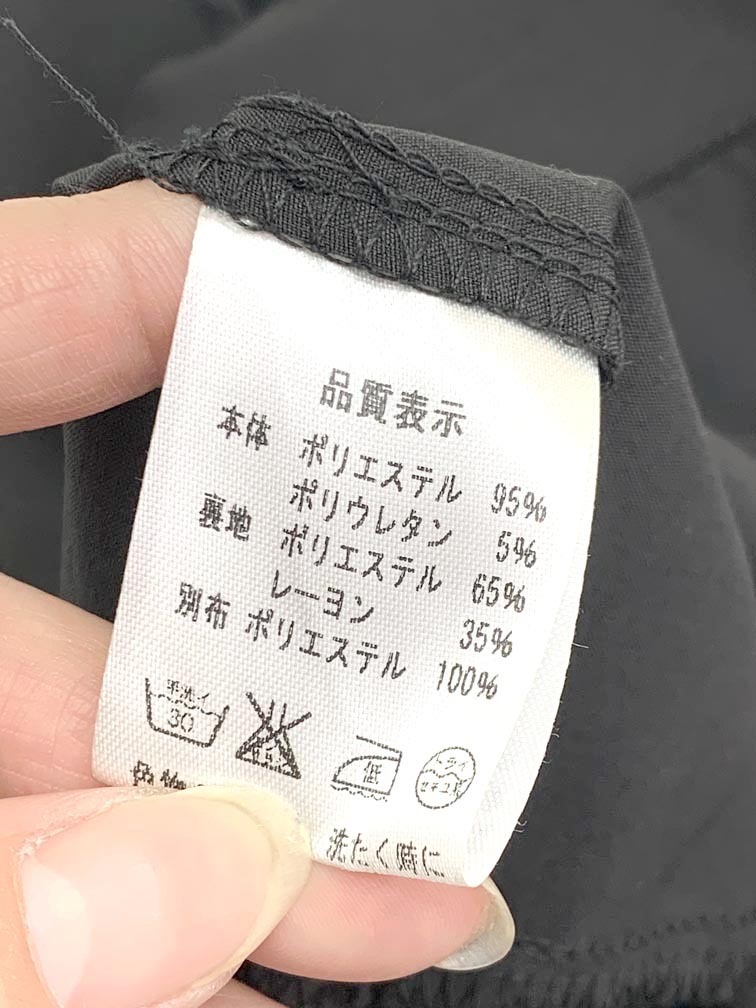 品質表示
本体 ポリエステル 95%
ポリウレタン 5%
裏地 ポリエステル 65%
レーヨン 35%
別布 ポリエステル 100%
手洗イ
30
低
ドライ
セキユ系
洗たく時に